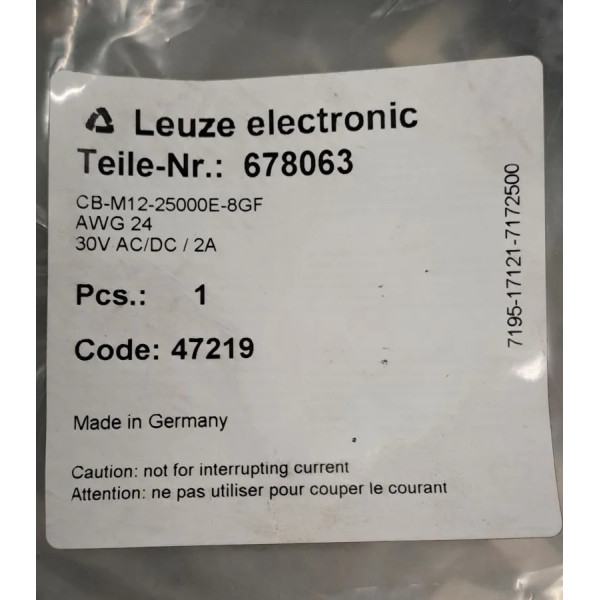 Leuze electronic
Teile-Nr.: 678063
CB-M12-25000E-8GF
AWG 24
30V AC/DC / 2A
Pcs.: 1
Code: 47219
Made in Germany
Caution: not for interrupting current
Attention: ne pas utiliser pour couper le courant
7195-17121-7172500